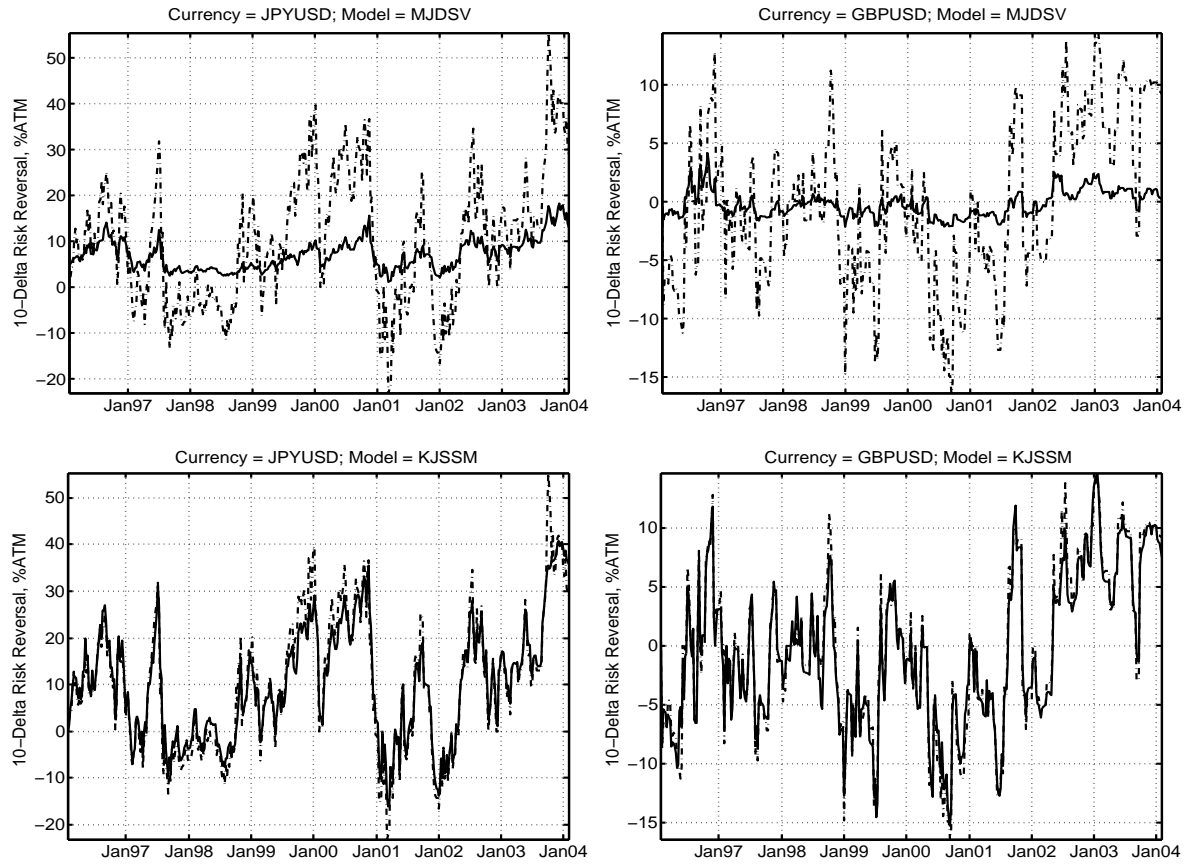 Currency = JPYUSD; Model = MJDSV
10−Delta Risk Reversal, %ATM
50
40
30
20
10
0
−10
−20
Jan97 Jan98 Jan99 Jan00 Jan01 Jan02 Jan03 Jan04
Currency = GBPUSD; Model = MJDSV
10−Delta Risk Reversal, %ATM
10
5
0
−5
−10
−15
Jan97 Jan98 Jan99 Jan00 Jan01 Jan02 Jan03 Jan04
Currency = JPYUSD; Model = KJSSM
10−Delta Risk Reversal, %ATM
50
40
30
20
10
0
−10
−20
Jan97 Jan98 Jan99 Jan00 Jan01 Jan02 Jan03 Jan04
Currency = GBPUSD; Model = KJSSM
10−Delta Risk Reversal, %ATM
10
5
0
−5
−10
−15
Jan97 Jan98 Jan99 Jan00 Jan01 Jan02 Jan03 Jan04